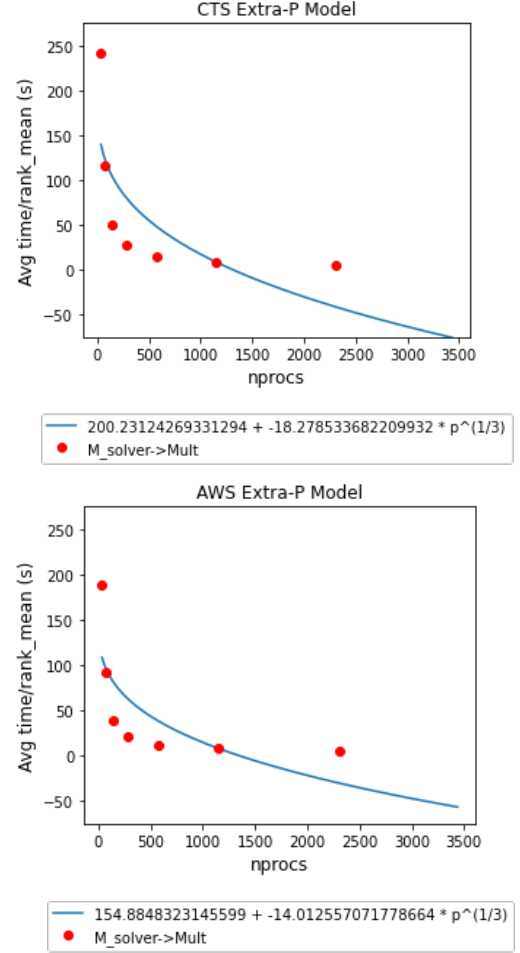 CTS Extra-P Model
250
200
150
100
50
0
−50
Avg time/rank_mean (s)
0 500 1000 1500 2000 2500 3000 3500
nprocs
200.23124269331294 + -18.278533682209932 * p^(1/3)
M_solver->Mult
AWS Extra-P Model
250
200
150
100
50
0
−50
Avg time/rank_mean (s)
0 500 1000 1500 2000 2500 3000 3500
nprocs
154.8848323145599 + -14.012557071778664 * p^(1/3)
M_solver->Mult